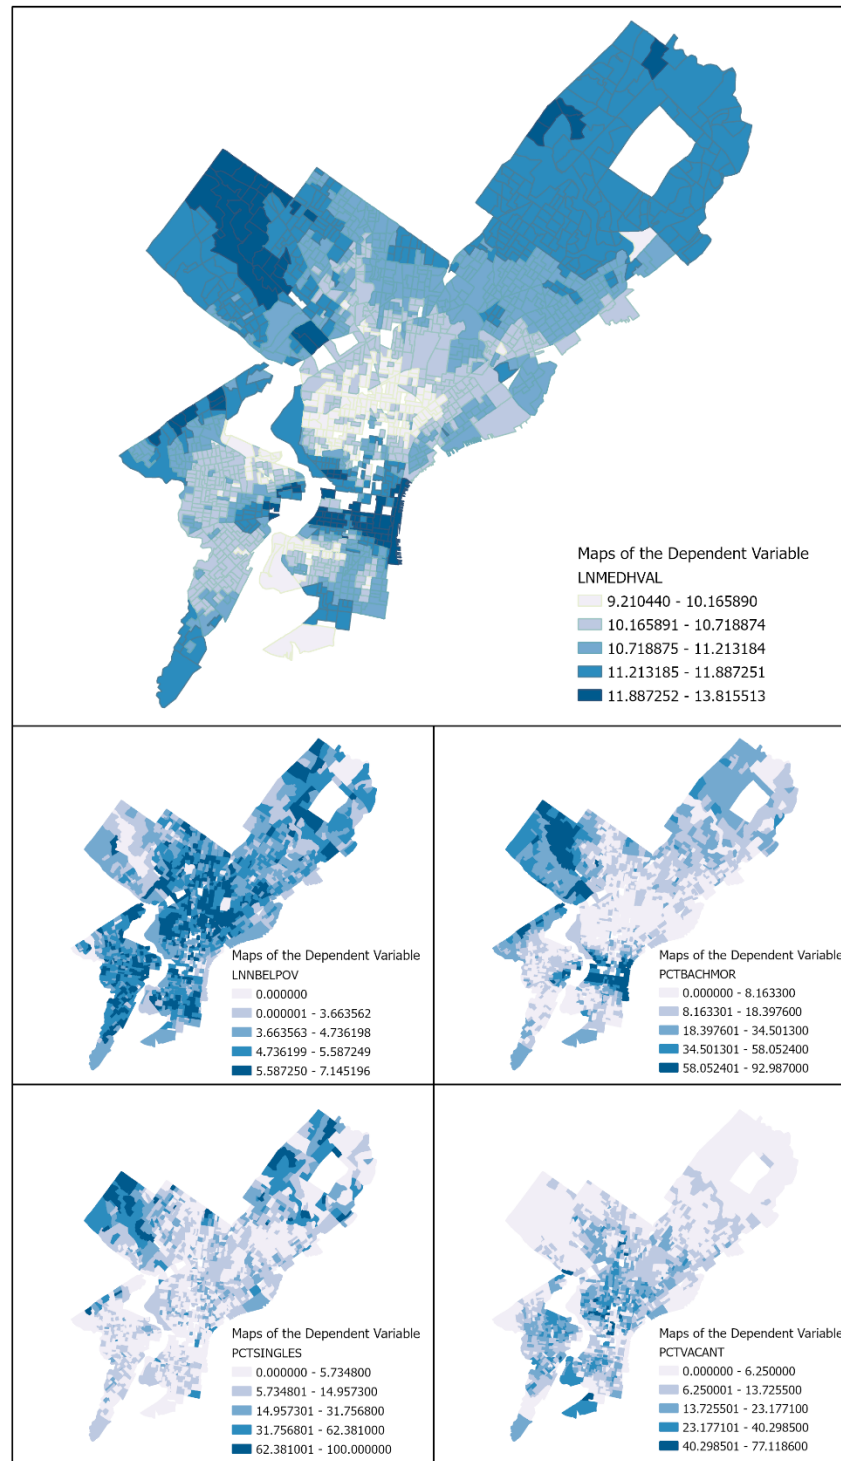 Maps of the Dependent Variable
LNMEDHVAL
9.210440 - 10.165890
10.165891 - 10.718874
10.718875 - 11.213184
11.213185 - 11.887251
11.887252 - 13.815513
Maps of the Dependent Variable
LNNBELPOV
0.000000
0.000001 - 3.663562
3.663563 - 4.736198
4.736199 - 5.587249
5.587250 - 7.145196
Maps of the Dependent Variable
PCTBACHMOR
0.000000 - 8.163300
8.163301 - 18.397600
18.397601 - 34.501300
34.501301 - 58.052400
58.052401 - 92.987000
Maps of the Dependent Variable
PCTSINGLES
0.000000 - 5.734800
5.734801 - 14.957300
14.957301 - 31.756800
31.756801 - 62.381000
62.381001 - 100.000000
Maps of the Dependent Variable
PCTVACANT
0.000000 - 6.250000
6.250001 - 13.725500
13.725501 - 23.177100
23.177101 - 40.298500
40.298501 - 77.118600